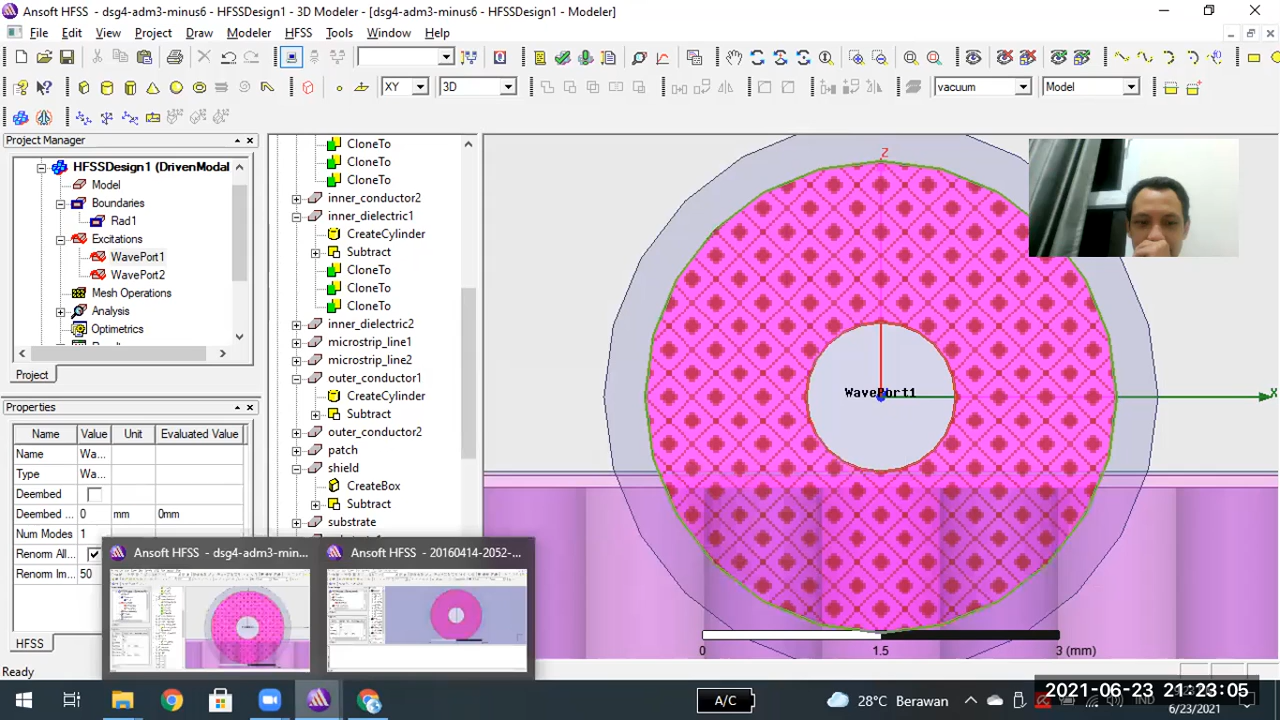 Ansoft HFSS - dsg4-adm3-minus6 - HFSSDesign1 - 3D Modeler - [dsg4-adm3-minus6 - HFSSDesign1 - Modeler]
File Edit View Project Draw Modeler HFSS Tools Window Help
XY 3D vacuum Model
Project Manager
HFSSDesign1 (DrivenModal
Model
Boundaries
Rad1
Excitations
WavePort1
WavePort2
Mesh Operations
Analysis
Optimetrics
Project
Properties
Name Value Unit Evaluated Value
Name Wa...
Type Wa...
Deembed
Deembed ... 0 mm 0mm
Num Modes 1
Renorm All...
Renorm Im... 50
HFSS
Ready
CloneTo
CloneTo
CloneTo
inner_conductor2
inner_dielectric1
CreateCylinder
Subtract
CloneTo
CloneTo
CloneTo
inner_dielectric2
microstrip_line1
microstrip_line2
outer_conductor1
CreateCylinder
Subtract
outer_conductor2
patch
shield
CreateBox
Subtract
substrate
Z
WavePort1
X
0 1.5 3 (mm)
Ansoft HFSS - dsg4-adm3-min...
Ansoft HFSS - 20160414-2052-...
A/C
28°C Berawan
IND
2021-06-23 21:23:05
6/23/2021